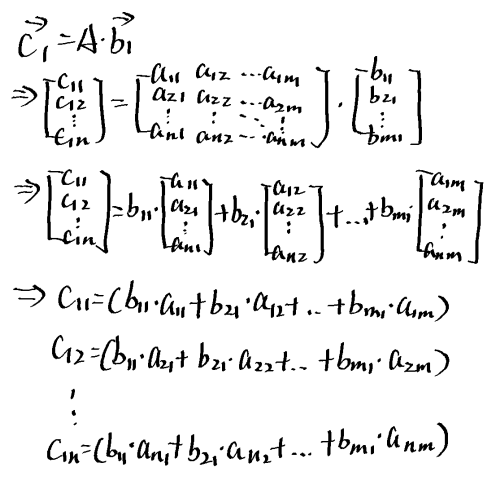 $\vec{c_1} = A \cdot \vec{b_1}$
$\Rightarrow \begin{bmatrix} c_{11} \\ c_{12} \\ \vdots \\ c_{1n} \end{bmatrix} = \begin{bmatrix} a_{11} & a_{12} & \cdots & a_{1m} \\ a_{21} & a_{22} & \cdots & a_{2m} \\ \vdots & \vdots & \ddots & \vdots \\ a_{n1} & a_{n2} & \cdots & a_{nm} \end{bmatrix} \cdot \begin{bmatrix} b_{11} \\ b_{21} \\ \vdots \\ b_{m1} \end{bmatrix}$
$\Rightarrow \begin{bmatrix} c_{11} \\ c_{12} \\ \vdots \\ c_{1n} \end{bmatrix} = b_{11} \cdot \begin{bmatrix} a_{11} \\ a_{21} \\ \vdots \\ a_{n1} \end{bmatrix} + b_{21} \cdot \begin{bmatrix} a_{12} \\ a_{22} \\ \vdots \\ a_{n2} \end{bmatrix} + \ldots + b_{m1} \cdot \begin{bmatrix} a_{1m} \\ a_{2m} \\ \vdots \\ a_{nm} \end{bmatrix}$
$\Rightarrow c_{11} = (b_{11} \cdot a_{11} + b_{21} \cdot a_{12} + \ldots + b_{m1} \cdot a_{1m})$
$c_{12} = (b_{11} \cdot a_{21} + b_{21} \cdot a_{22} + \ldots + b_{m1} \cdot a_{2m})$
$\vdots$
$c_{1n} = (b_{11} \cdot a_{n1} + b_{21} \cdot a_{n2} + \ldots + b_{m1} \cdot a_{nm})$